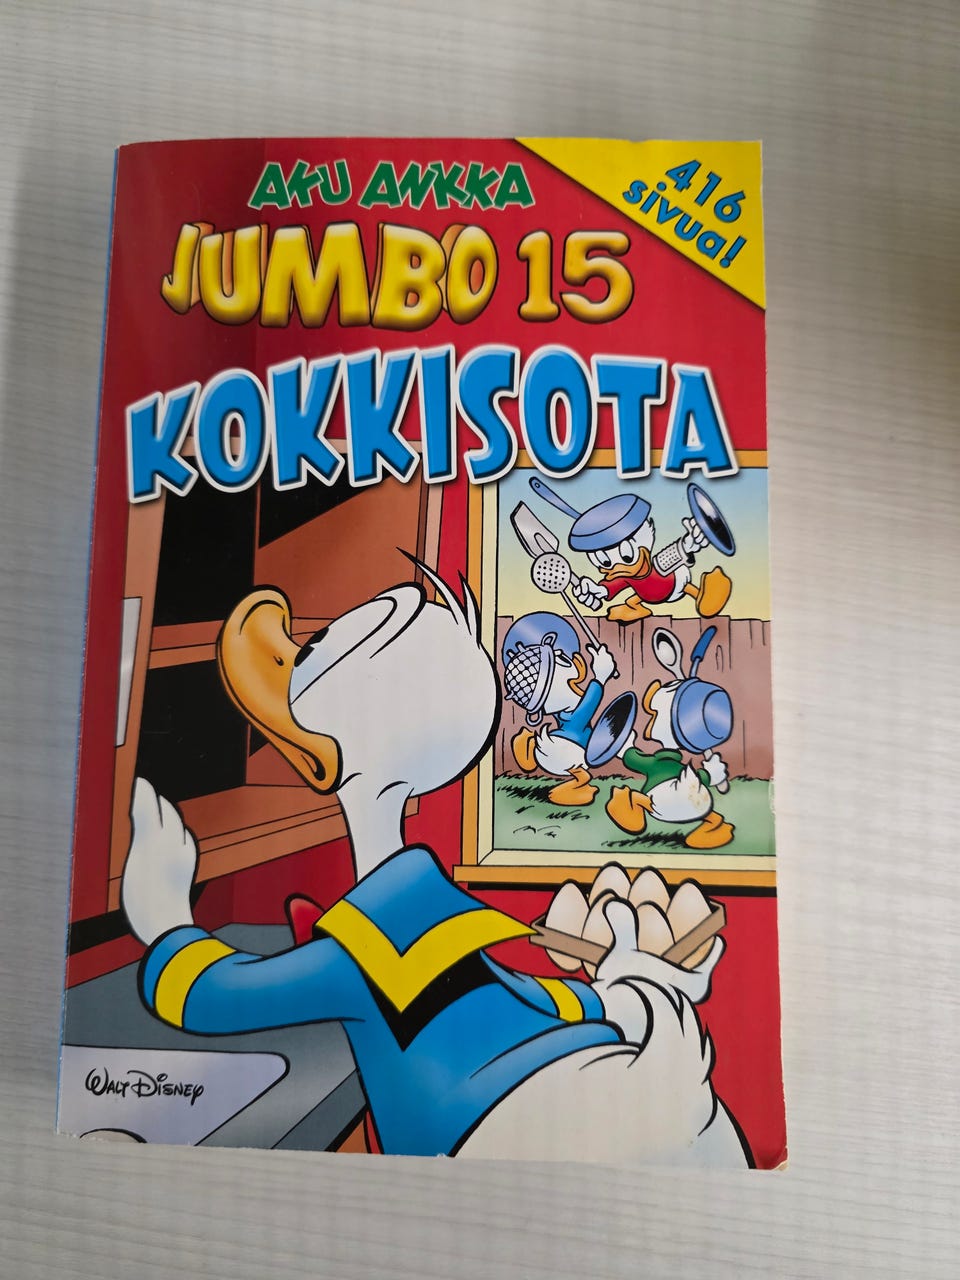 AKU ANKKA
416
sivua!
JUMBO 15
KOKKISOTA
WALT DISNEY